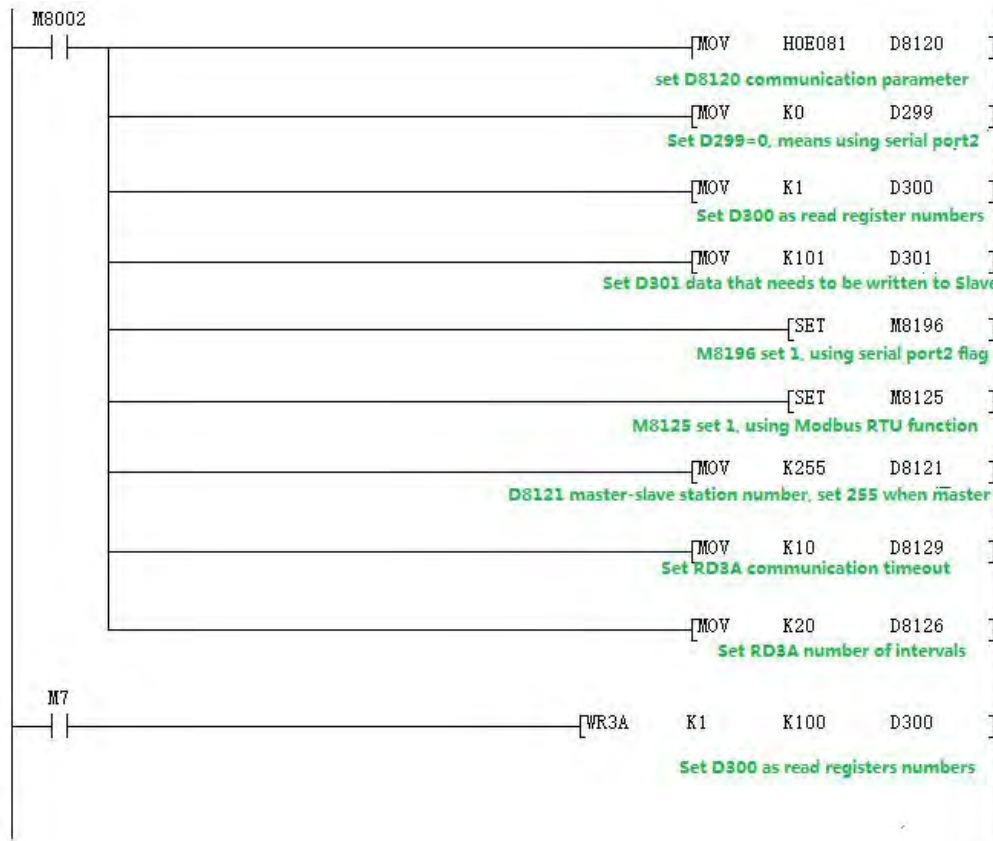 M8002
[MOV H0E081 D8120 ]
set D8120 communication parameter
[MOV K0 D299 ]
Set D299=0, means using serial port2
[MOV K1 D300 ]
Set D300 as read register numbers
[MOV K101 D301 ]
Set D301 data that needs to be written to Slave
[SET M8196 ]
M8196 set 1, using serial port2 flag
[SET M8125 ]
M8125 set 1, using Modbus RTU function
[MOV K255 D8121 ]
D8121 master-slave station number, set 255 when master
[MOV K10 D8129 ]
Set RD3A communication timeout
[MOV K20 D8126 ]
Set RD3A number of intervals
M7
[WR3A K1 K100 D300 ]
Set D300 as read registers numbers